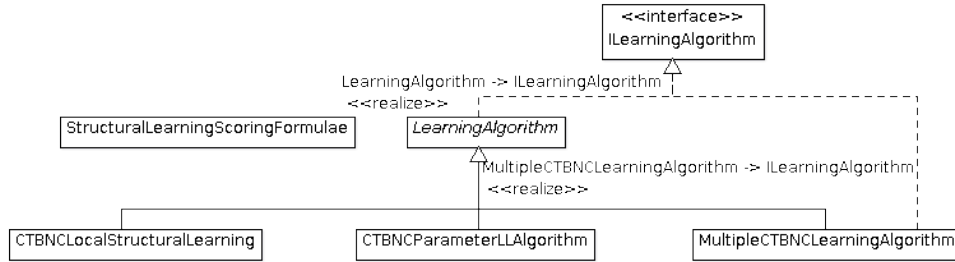 <<interface>>
ILearningAlgorithm
LearningAlgorithm -> ILearningAlgorithm
<<realize>>
StructuralLearningScoringFormulae
LearningAlgorithm
MultipleCTBNCLearningAlgorithm -> ILearningAlgorithm
<<realize>>
CTBNCLocalStructuralLearning
CTBNCParameterLLAlgorithm
MultipleCTBNCLearningAlgorithm